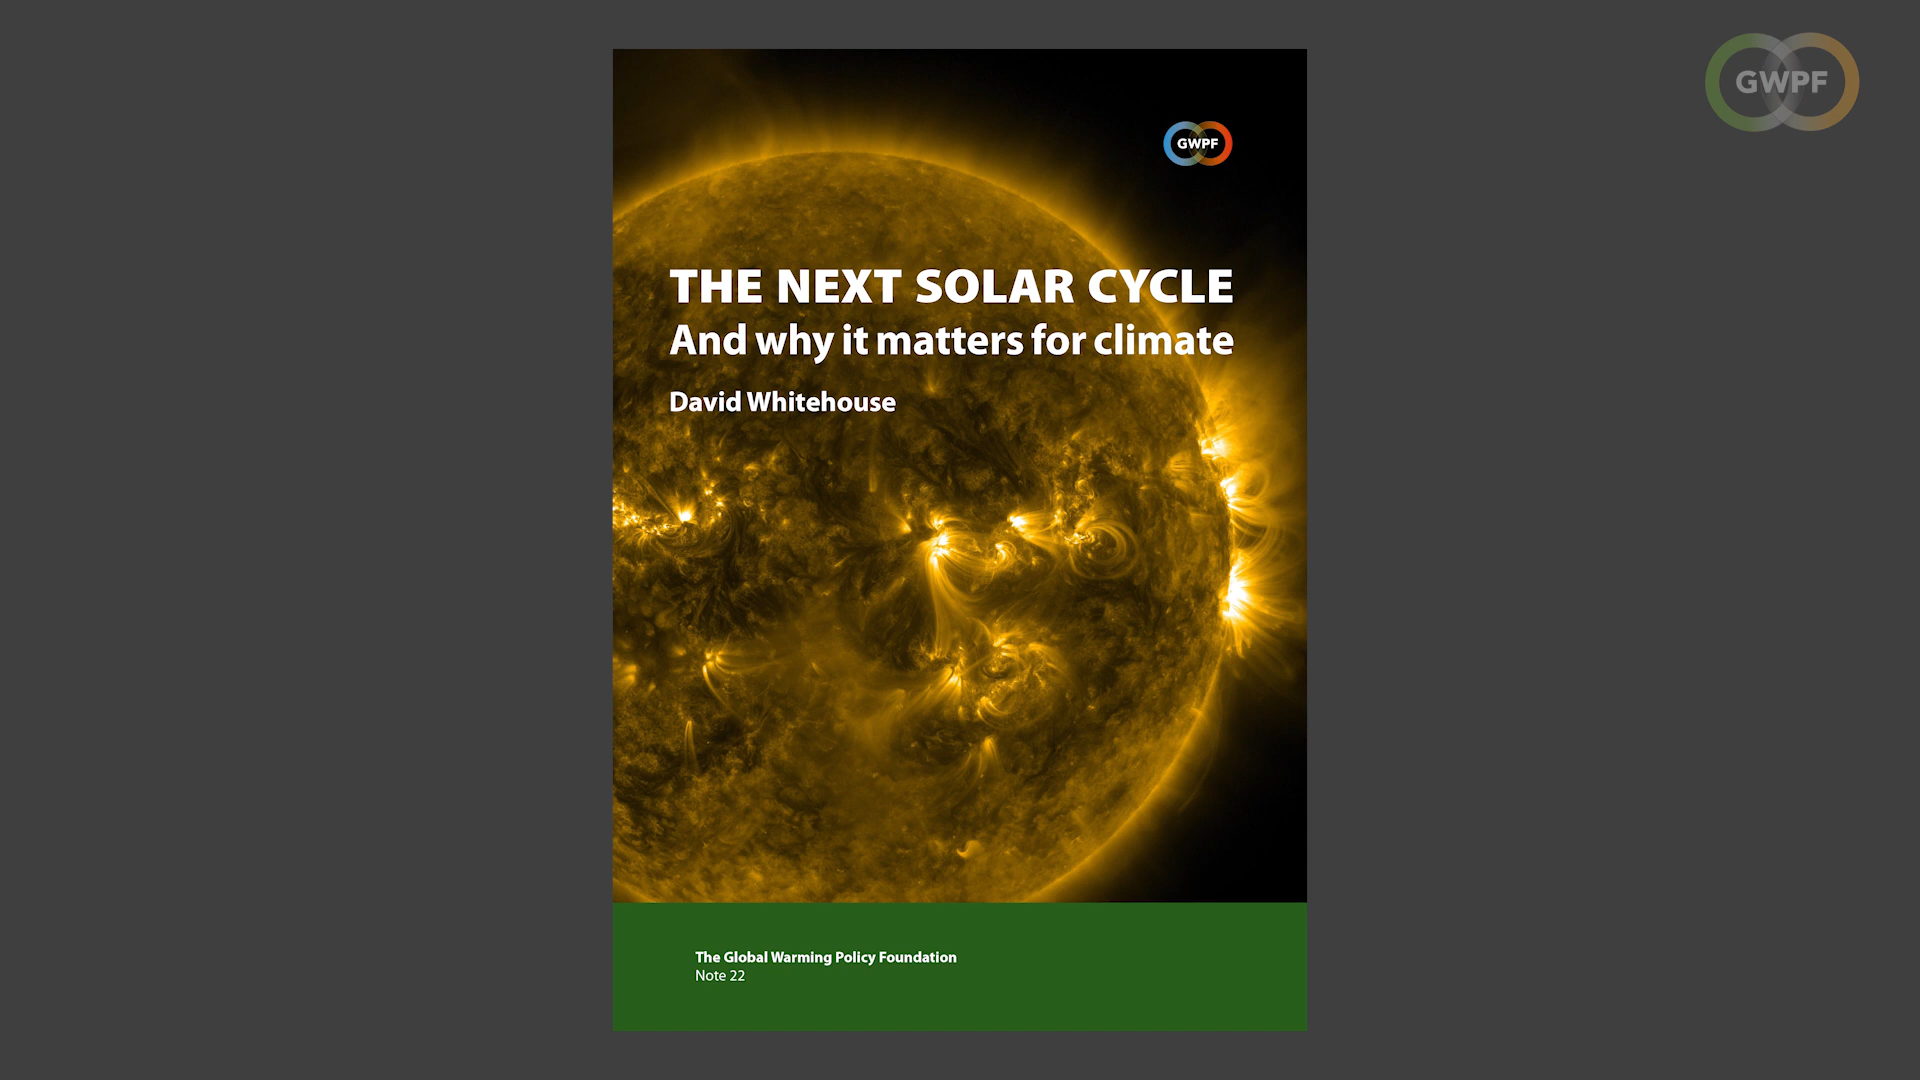 GWPF
GWPF
THE NEXT SOLAR CYCLE
And why it matters for climate
David Whitehouse
The Global Warming Policy Foundation
Note 22